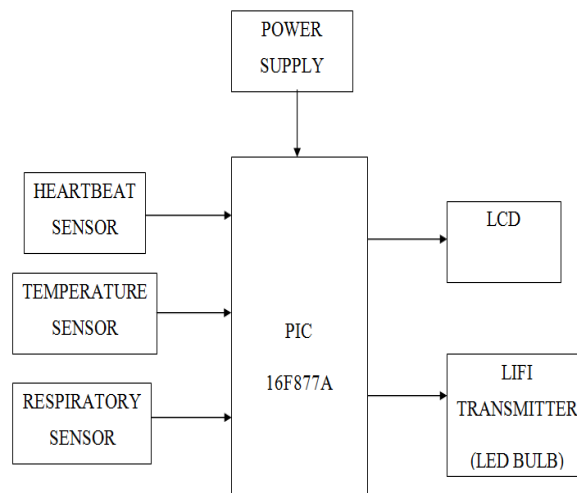 POWER
SUPPLY
HEARTBEAT
SENSOR
TEMPERATURE
SENSOR
RESPIRATORY
SENSOR
PIC
16F877A
LCD
LIFI
TRANSMITTER
(LED BULB)